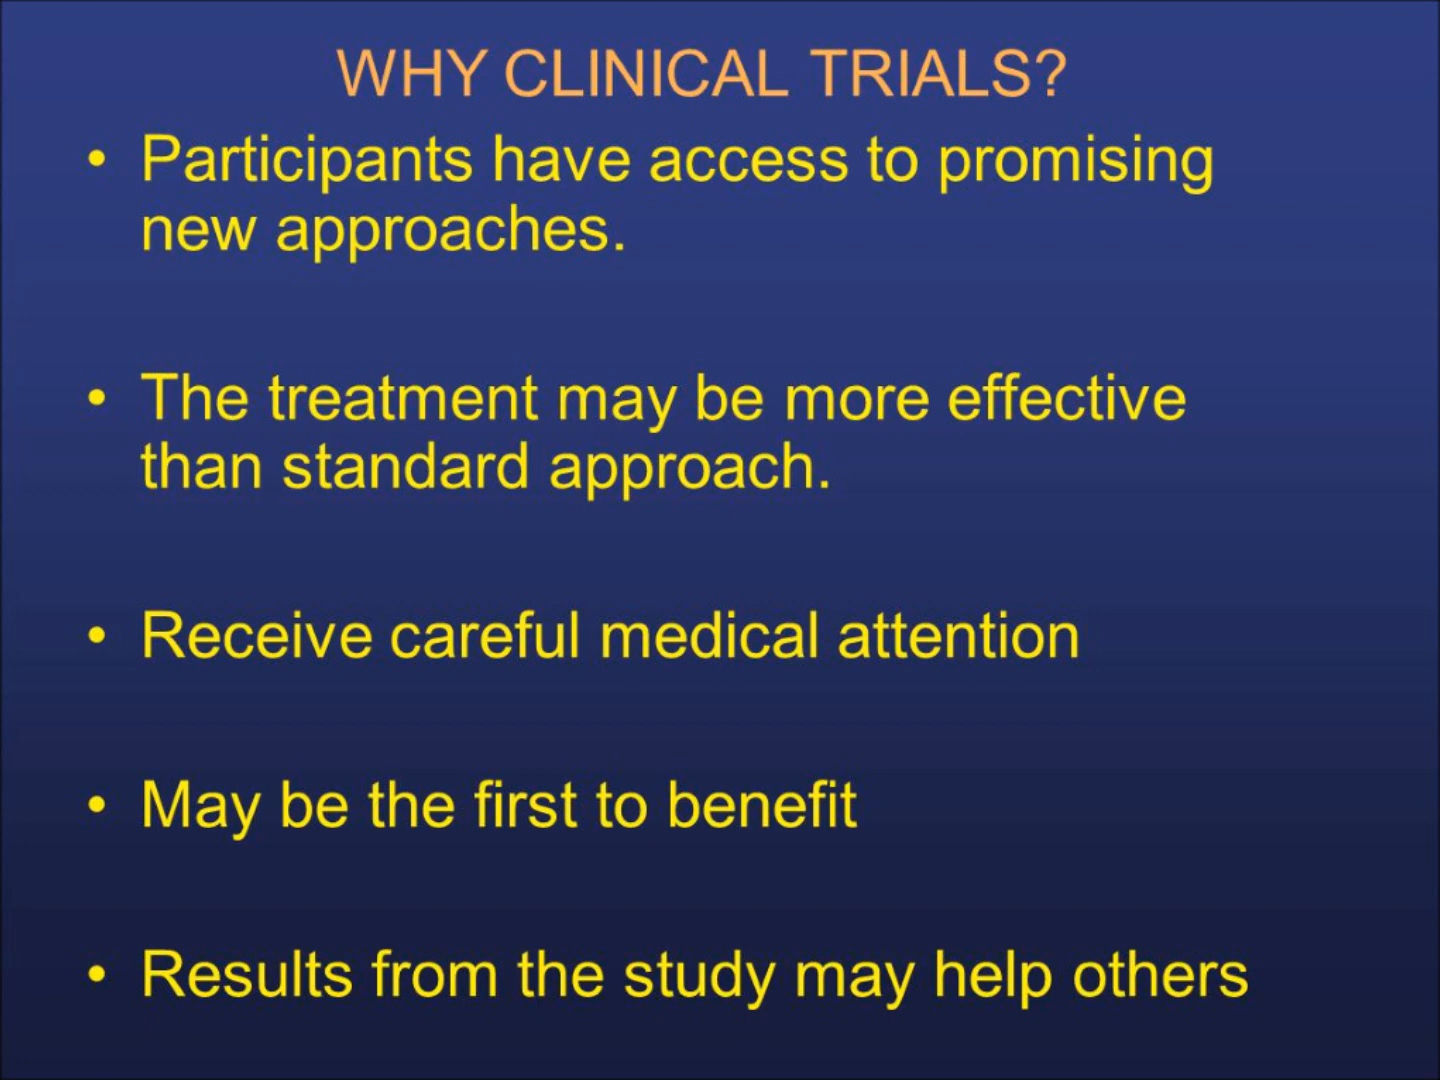 WHY CLINICAL TRIALS?
• Participants have access to promising
new approaches.
• The treatment may be more effective
than standard approach.
• Receive careful medical attention
• May be the first to benefit
• Results from the study may help others